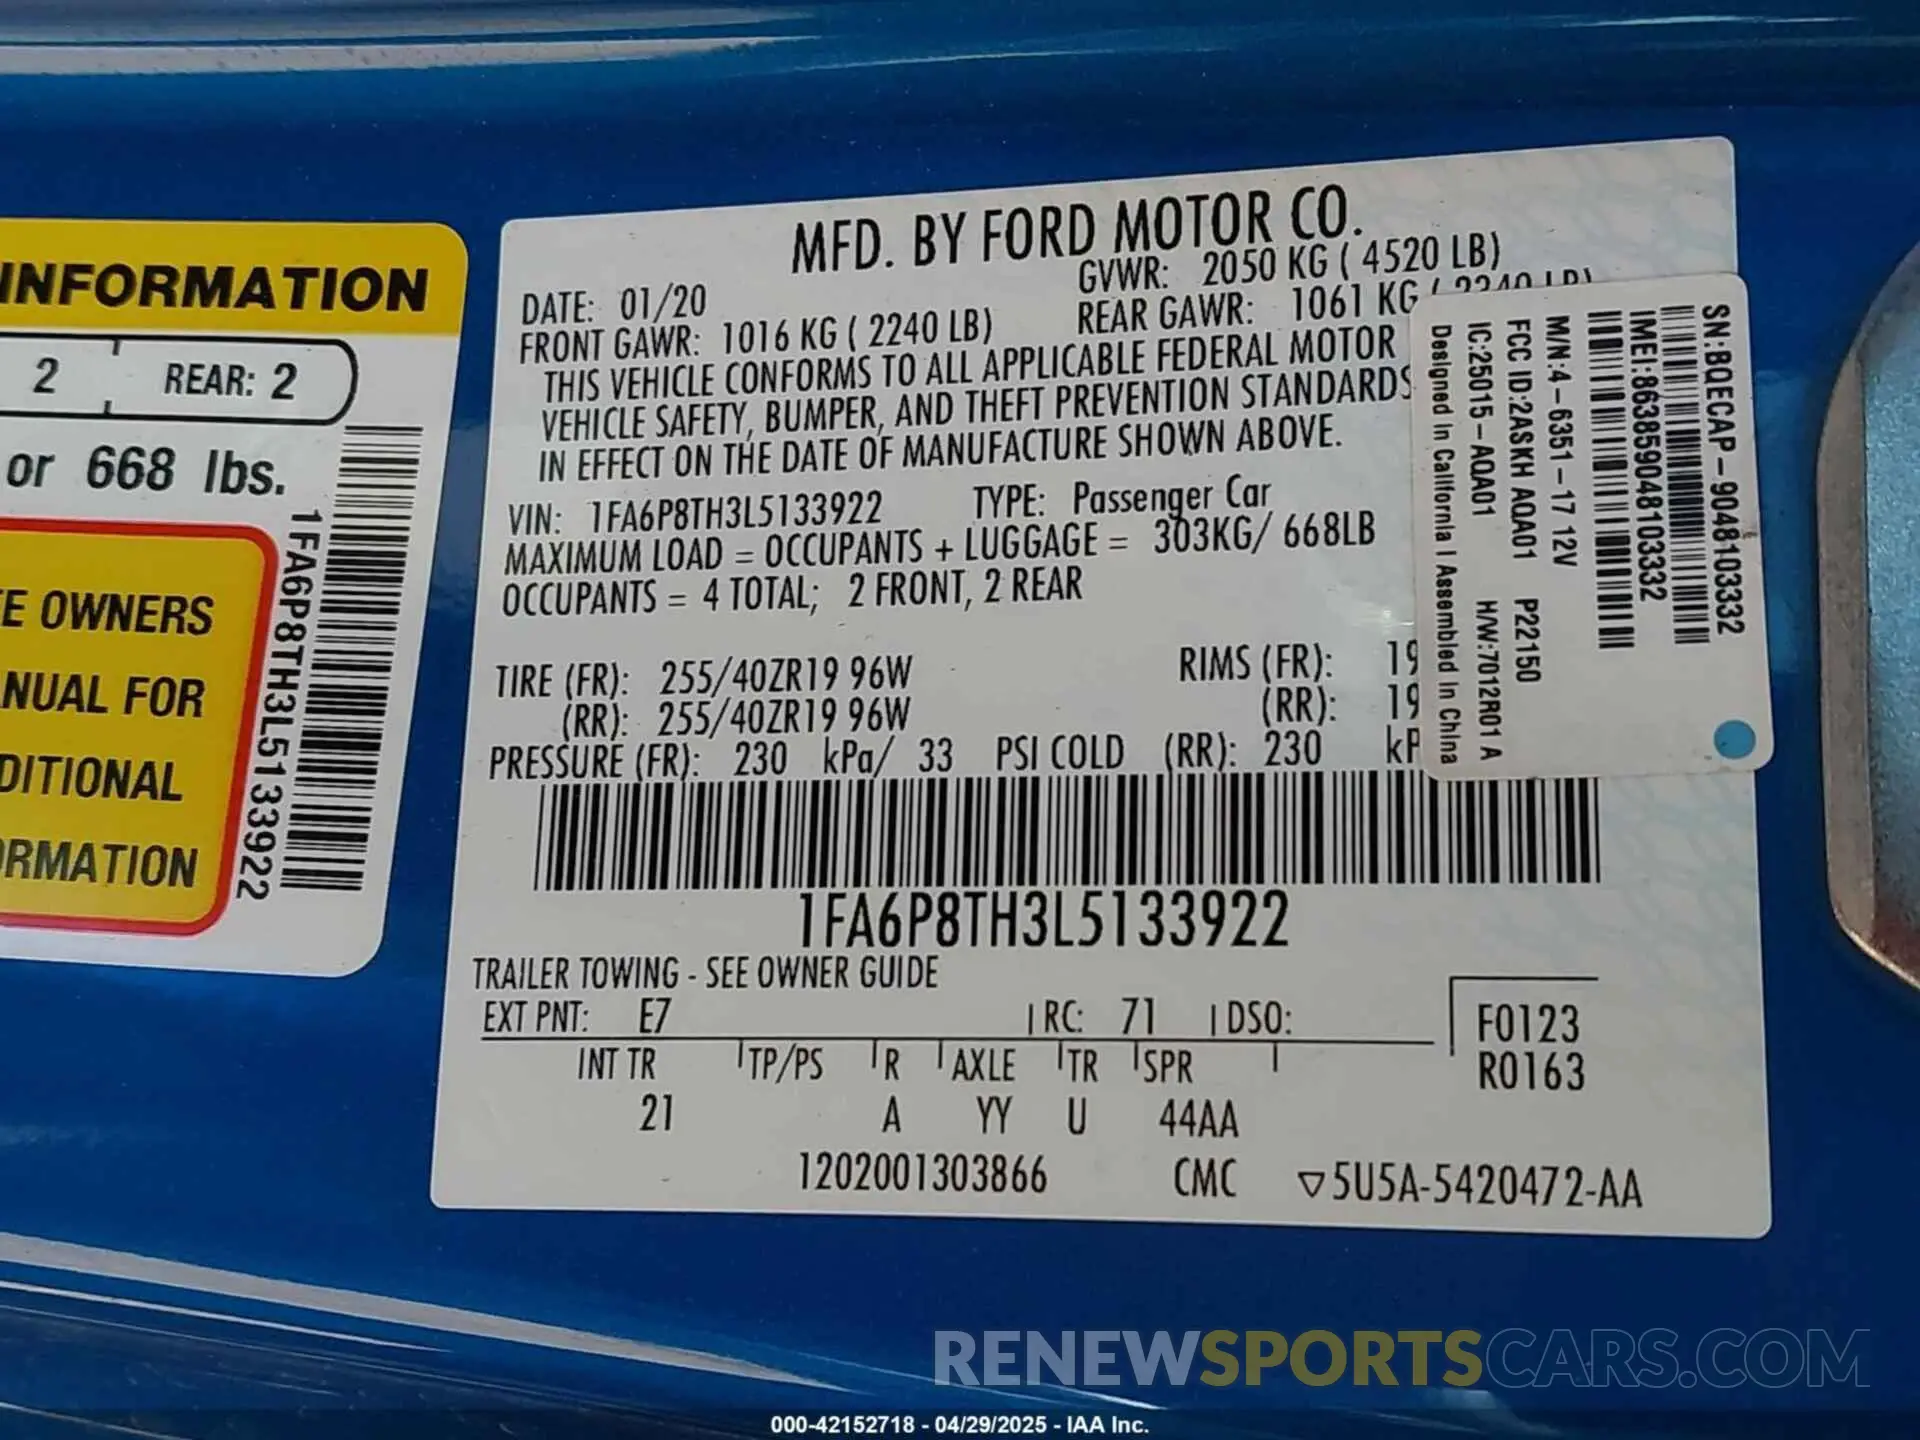 INFORMATION
2 REAR: 2
or 668 lbs.
OWNERS
FOR
1FA6P8TH3L5133922
MFD. BY FORD MOTOR CO.
DATE: 01/20 GVWR: 2050 KG ( 4520 LB)
FRONT GAWR: 1016 KG ( 2240 LB) REAR GAWR: 1061 KG ( 2340 LB)
THIS VEHICLE CONFORMS TO ALL APPLICABLE FEDERAL MOTOR
VEHICLE SAFETY, BUMPER, AND THEFT PREVENTION STANDARDS
IN EFFECT ON THE DATE OF MANUFACTURE SHOWN ABOVE.
VIN: 1FA6P8TH3L5133922 TYPE: Passenger Car
MAXIMUM LOAD = OCCUPANTS + LUGGAGE = 303KG/ 668LB
OCCUPANTS = 4 TOTAL; 2 FRONT, 2 REAR
TIRE (FR): 255/40ZR19 96W RIMS (FR): 19
(RR): 255/40ZR19 96W (RR): 19
PRESSURE (FR): 230 kPa/ 33 PSI COLD (RR): 230 kP
1FA6P8TH3L5133922
TRAILER TOWING - SEE OWNER GUIDE
EXT PNT: E7 RC: 71 DSO:
F0123
R0163
INT TR TP/PS R AXLE TR SPR
21 A YY U 44AA
1202001303866 CMC ▽5U5A-5420472-AA
SN:BQECAP-9048103332
IMEI:863859048103332
M/N:4-6351-17 12V
FCC ID:2ASKH AQA01 P22150
IC:25015-AQA01 H/W:7012R01 A
Designed in California | Assembled in China
RENEWSPORTSCARS.COM
000-42152718 - 04/29/2025 - IAA Inc.